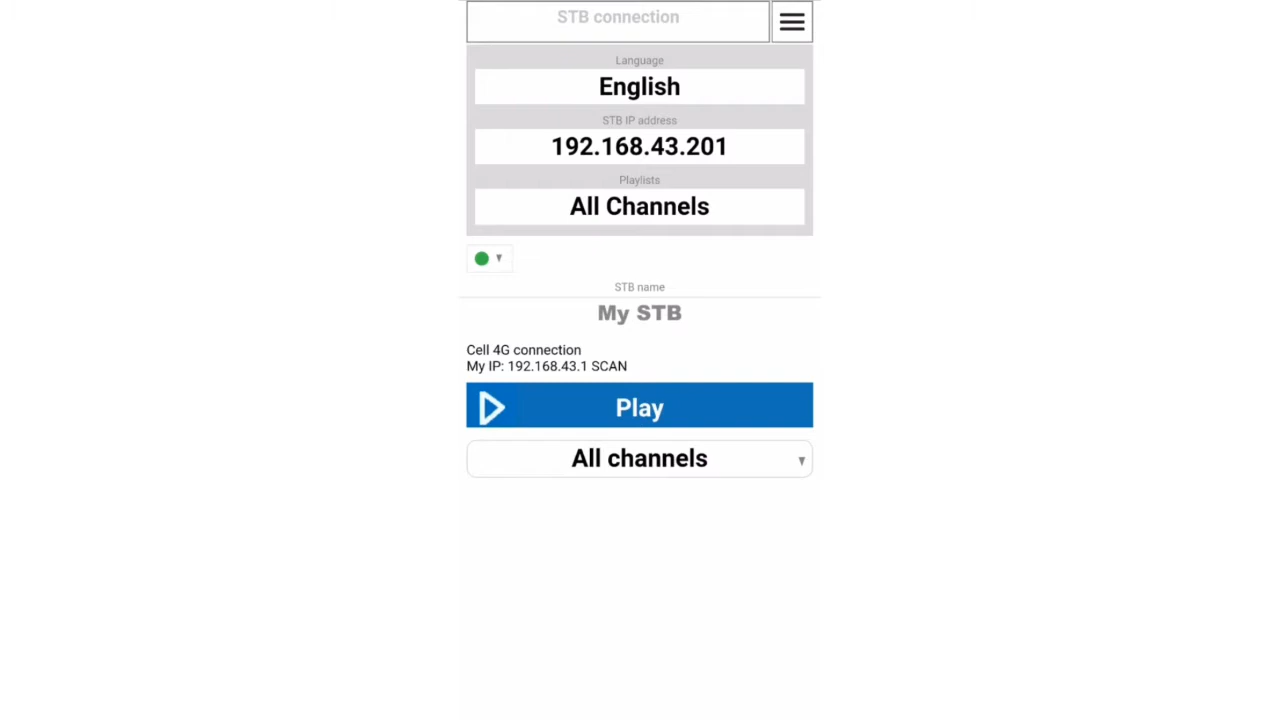 STB connection
Language
English
STB IP address
192.168.43.201
Playlists
All Channels
STB name
My STB
Cell 4G connection
My IP: 192.168.43.1 SCAN
Play
All channels